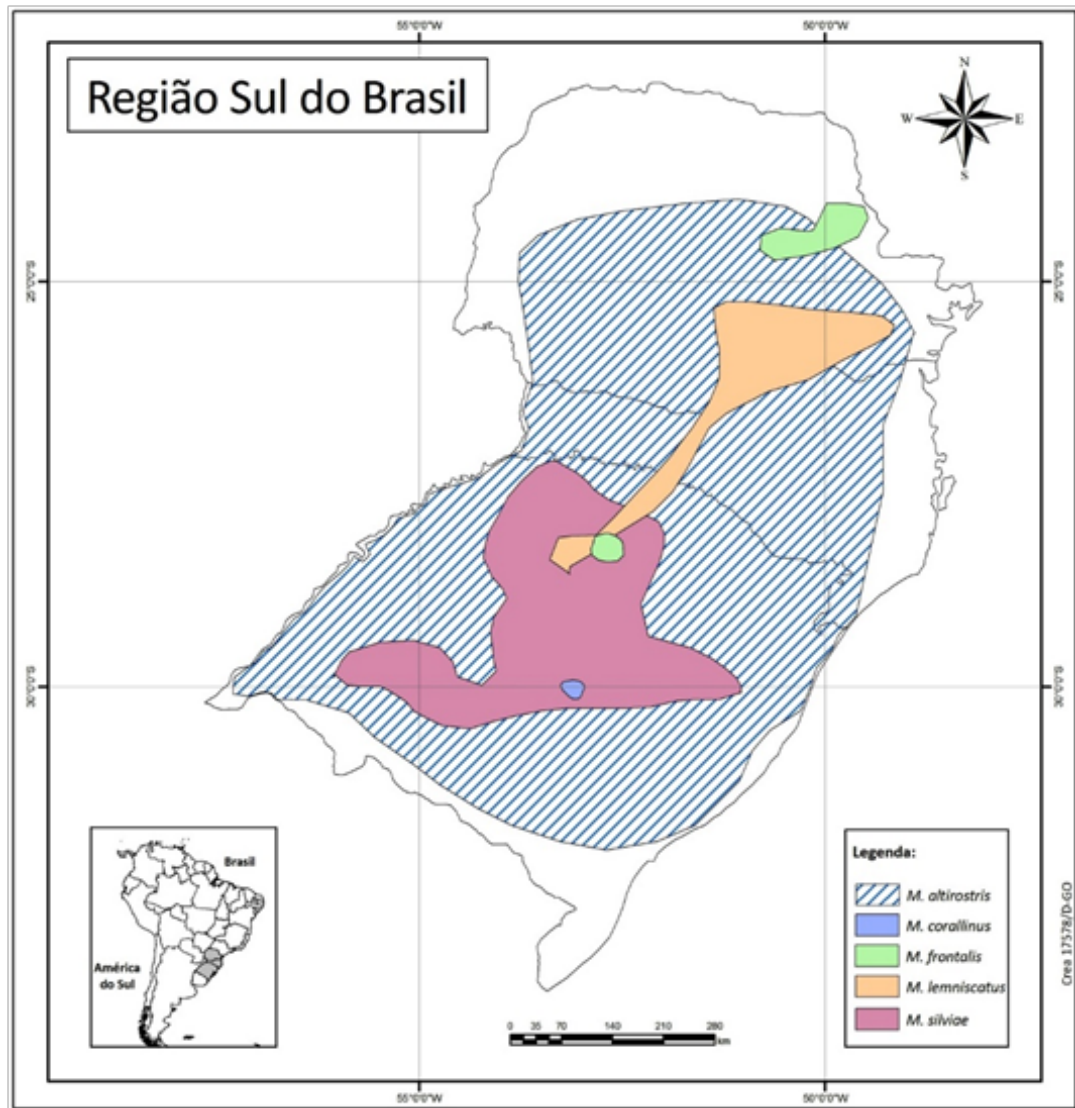 55°0'0"W
50°0'0"W
Região Sul do Brasil
N
W
E
S
25°0'0"S
25°0'0"S
30°0'0"S
30°0'0"S
Brasil
América
do Sul
Legenda:
M. altirostris
M. corallinus
M. frontalis
M. lemniscatus
M. silviae
Crea 17578/D-GO
0 35 70 140 210 280
km
55°0'0"W
50°0'0"W